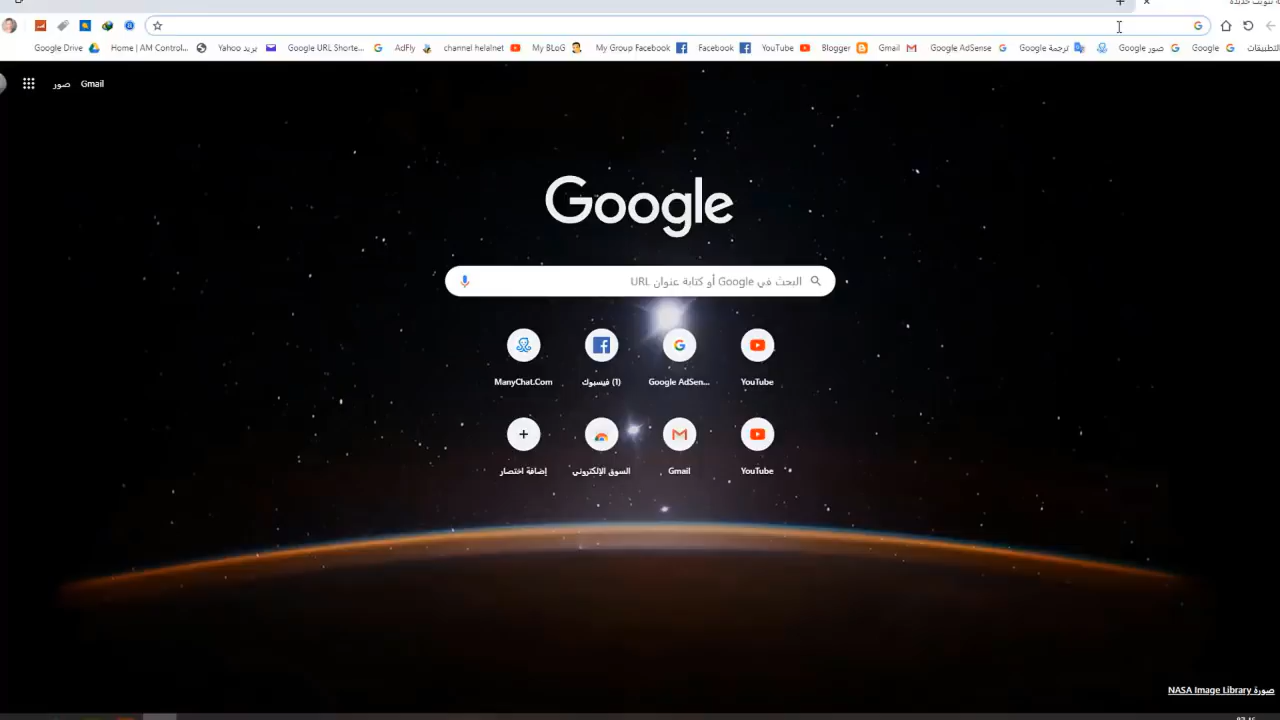 ة تبويب جديدة
التطبيقات Google صور Google ترجمة Google Google AdSense Gmail Blogger YouTube Facebook My Group Facebook My BLoG channel helalnet AdFly Google URL Shorte... بريد Yahoo Home | AM Control... Google Drive
صور Gmail
Google
البحث في Google أو كتابة عنوان URL
ManyChat.Com (1) فيسبوك Google AdSen... YouTube
إضافة اختصار السوق الإلكتروني Gmail YouTube
صورة NASA Image Library